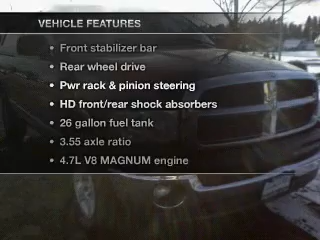 VEHICLE FEATURES
• Front stabilizer bar
• Rear wheel drive
• Pwr rack & pinion steering
• HD front/rear shock absorbers
• 26 gallon fuel tank
• 3.55 axle ratio
• 4.7L V8 MAGNUM engine